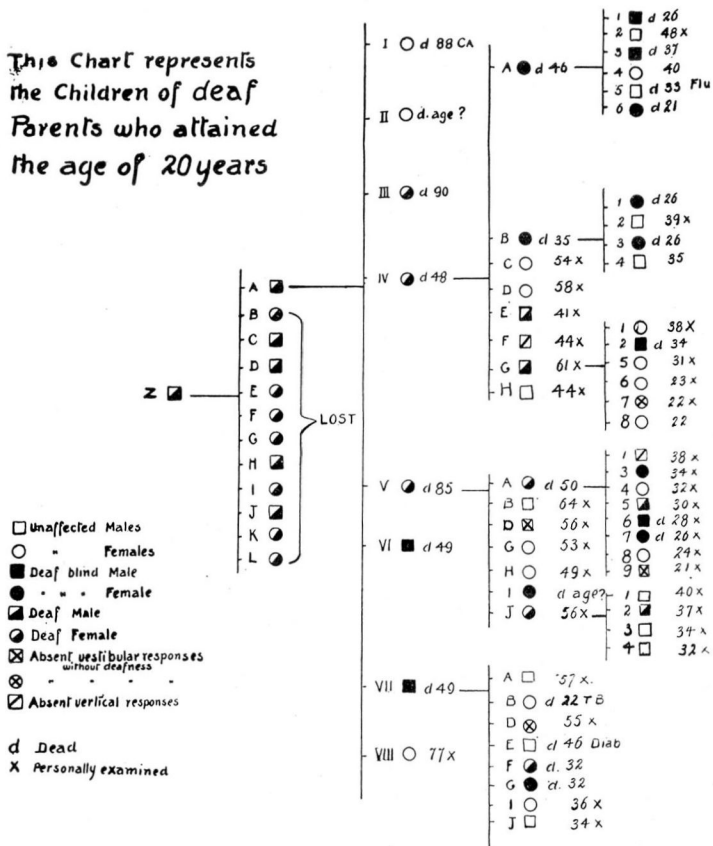 This Chart represents
the Children of deaf
Parents who attained
the age of 20 years
Z
A
B
C
D
E
F
G
H
I
J
K
L
LOST
I d 88 CA
II d. age ?
III d 90
IV d 48
V d 85
VI d 49
VII d 49
VIII 77x
A d 46
B d 35
C 54 x
D 58 x
E 41x
F 44x
G 61x
H 44x
A d 50
B 64 x
D 56 x
G 53 x
H 49 x
I d age?
J 56 x
A 57 x.
B d 22 TB
D 55 x
E d 46 Diab
F d. 32
G d. 32
I 36 x
J 34 x
1 d 26
2 48 x
3 d 37
4 40
5 d 33 Flu
6 d 21
1 d 26
2 39 x
3 d 26
4 35
1 38 X
2 d 34
5 31 x
6 23 x
7 22 x
8 22
1 38 x
3 34 x
4 32 x
5 30 x
6 d 28 x
7 d 26 x
8 24 x
9 21 x
1 40 x
2 37 x
3 34 x
4 32 x
Unaffected Males
" Females
Deaf blind Male
" " " Female
Deaf Male
Deaf Female
Absent vestibular responses
without deafness
" " "
Absent vertical responses
d Dead
X Personally examined